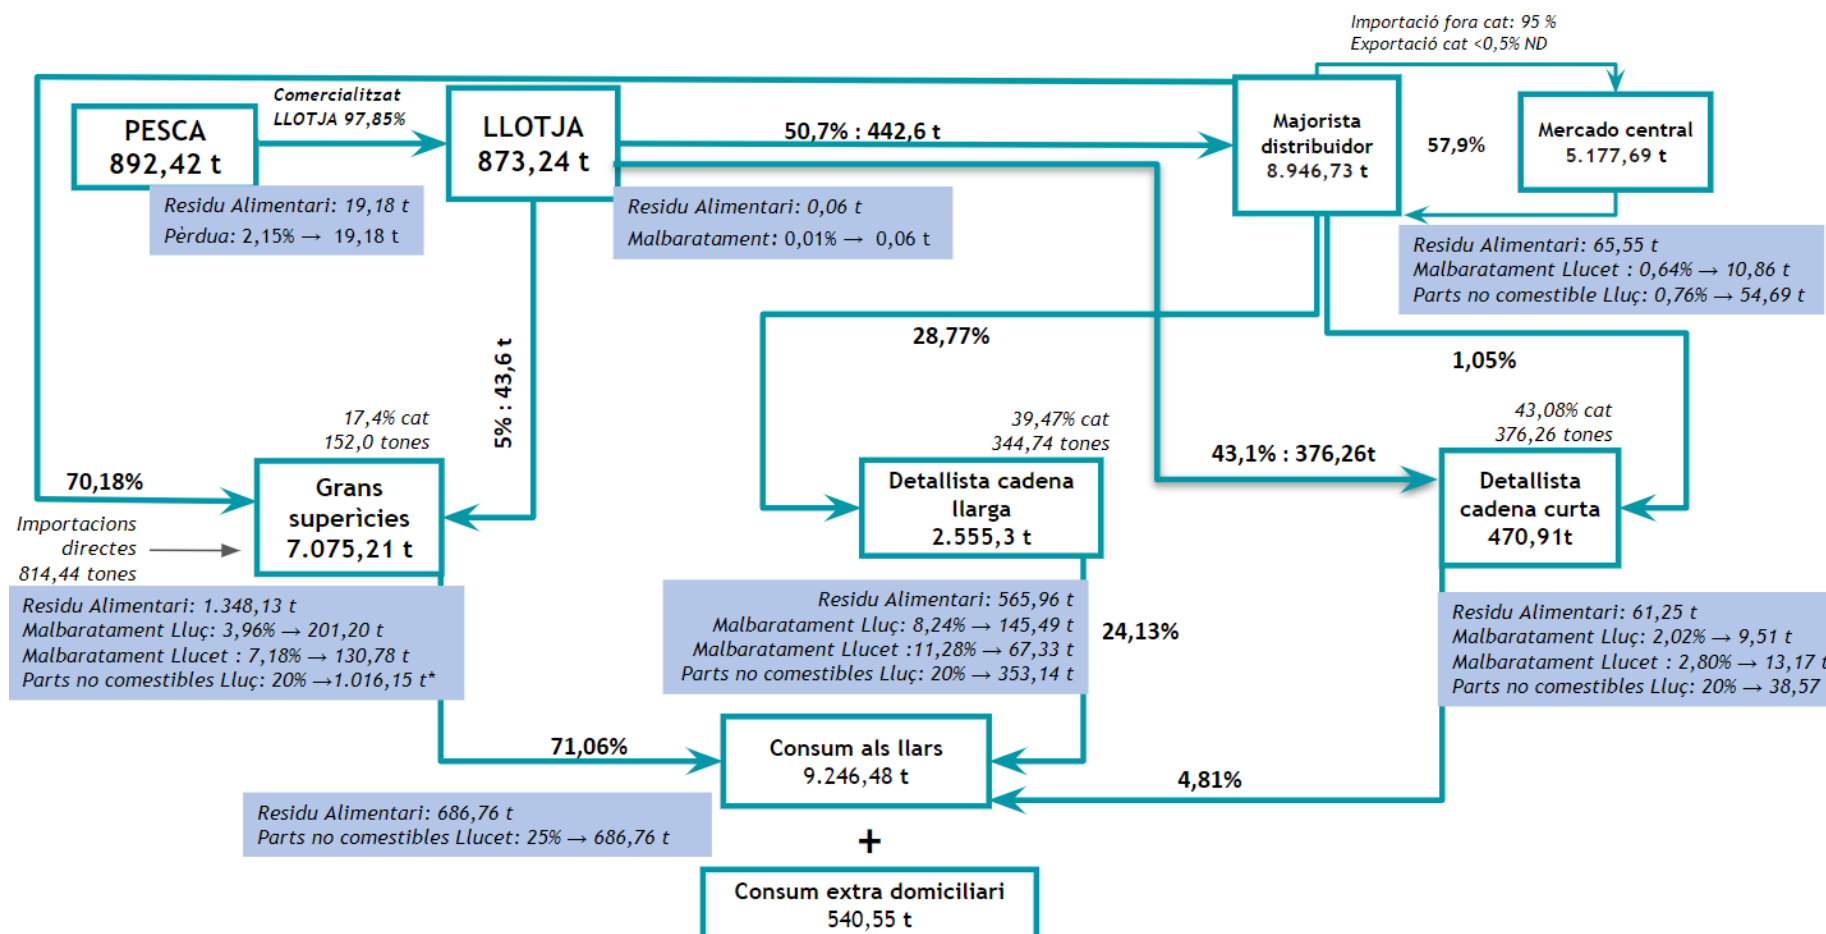 Importació fora cat: 95 %
Exportació cat <0,5% ND
Comercialitzat
LLOTJA 97,85%
PESCA
892,42 t
LLOTJA
873,24 t
50,7% : 442,6 t
Majorista
distribuidor
8.946,73 t
57,9%
Mercado central
5.177,69 t
Residu Alimentari: 19,18 t
Pèrdua: 2,15% → 19,18 t
Residu Alimentari: 0,06 t
Malbaratament: 0,01% → 0,06 t
Residu Alimentari: 65,55 t
Malbaratament Llucet : 0,64% → 10,86 t
Parts no comestible Lluç: 0,76% → 54,69 t
28,77%
1,05%
5% : 43,6 t
17,4% cat
152,0 tones
39,47% cat
344,74 tones
43,08% cat
376,26 tones
70,18%
43,1% : 376,26t
Grans
superícies
7.075,21 t
Detallista cadena
llarga
2.555,3 t
Detallista
cadena curta
470,91t
Importacions
directes
814,44 tones
Residu Alimentari: 1.348,13 t
Malbaratament Lluç: 3,96% → 201,20 t
Malbaratament Llucet : 7,18% → 130,78 t
Parts no comestibles Lluç: 20% →1.016,15 t*
Residu Alimentari: 565,96 t
Malbaratament Lluç: 8,24% → 145,49 t
Malbaratament Llucet :11,28% → 67,33 t
Parts no comestibles Lluç: 20% → 353,14 t
24,13%
Residu Alimentari: 61,25 t
Malbaratament Lluç: 2,02% → 9,51 t
Malbaratament Llucet : 2,80% → 13,17 t
Parts no comestibles Lluç: 20% → 38,57
71,06%
Consum als llars
9.246,48 t
4,81%
Residu Alimentari: 686,76 t
Parts no comestibles Llucet: 25% → 686,76 t
+
Consum extra domiciliari
540,55 t